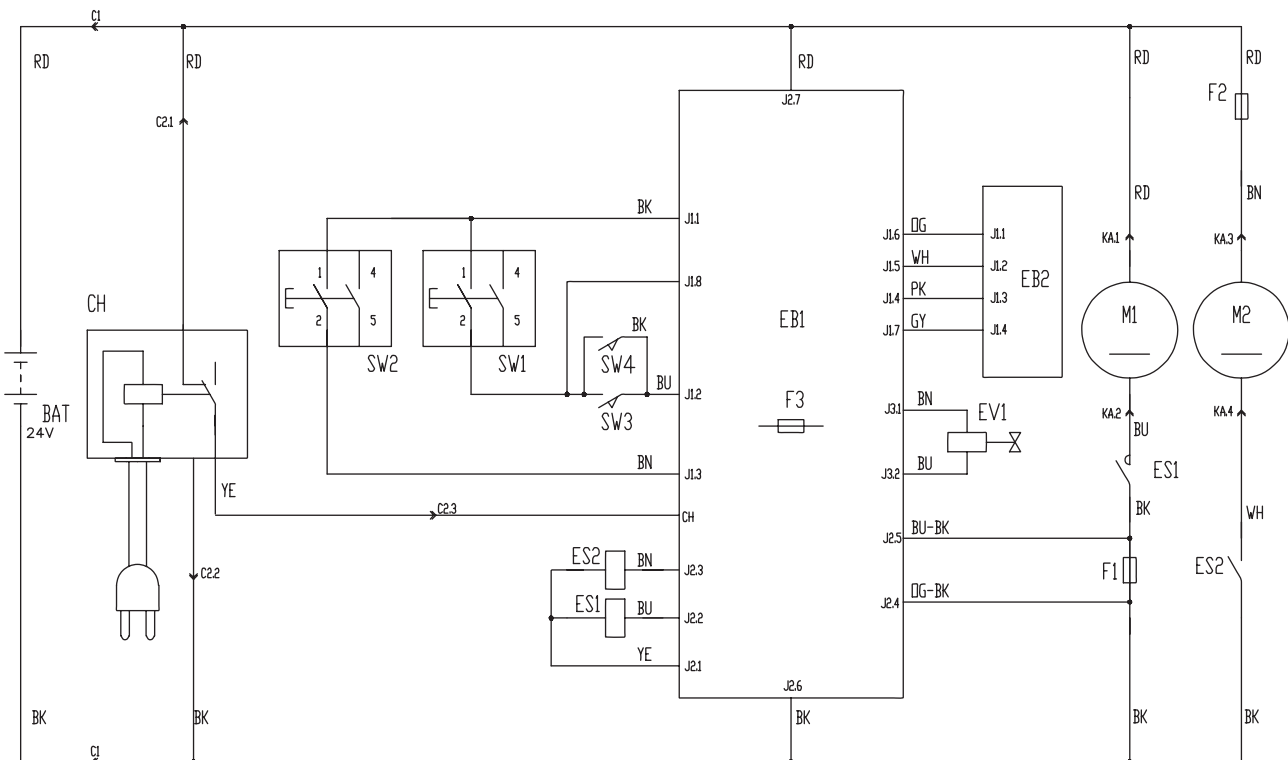 C1
RD
RD
RD
RD
RD
F2
J2.7
C2.1
RD
BN
BK
J1.1
J1.6
OG
J1.1
KA.1
KA.3
1
4
1
4
J1.5
WH
J1.2
EB2
J1.8
CH
J1.4
PK
J1.3
2
5
2
5
EB1
J1.7
GY
J1.4
M1
M2
BK
SW2
SW1
SW4
BU
J1.2
BAT
24V
SW3
F3
J3.1
BN
EV1
KA.2
KA.4
BU
BN
J1.3
BU
J3.2
ES1
YE
C2.3
CH
BK
WH
J2.5
BU-BK
ES2
BN
J2.3
F1
ES2
C2.2
ES1
BU
J2.2
J2.4
OG-BK
YE
J2.1
J2.6
BK
BK
BK
BK
BK
C1